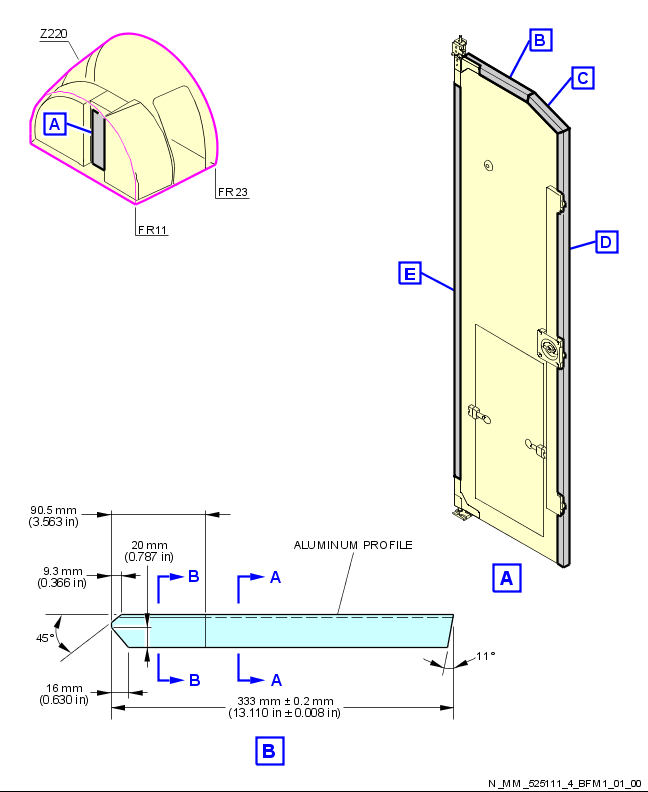 Z220
A
FR23
FR11
B
C
D
E
A
90.5 mm
(3.563 in)
20 mm
(0.787 in)
ALUMINUM PROFILE
9.3 mm
(0.366 in)
B
A
45°
11°
16 mm
(0.630 in)
B
A
333 mm ± 0.2 mm
(13.110 in ± 0.008 in)
B
N_MM_525111_4_BFM1_01_00